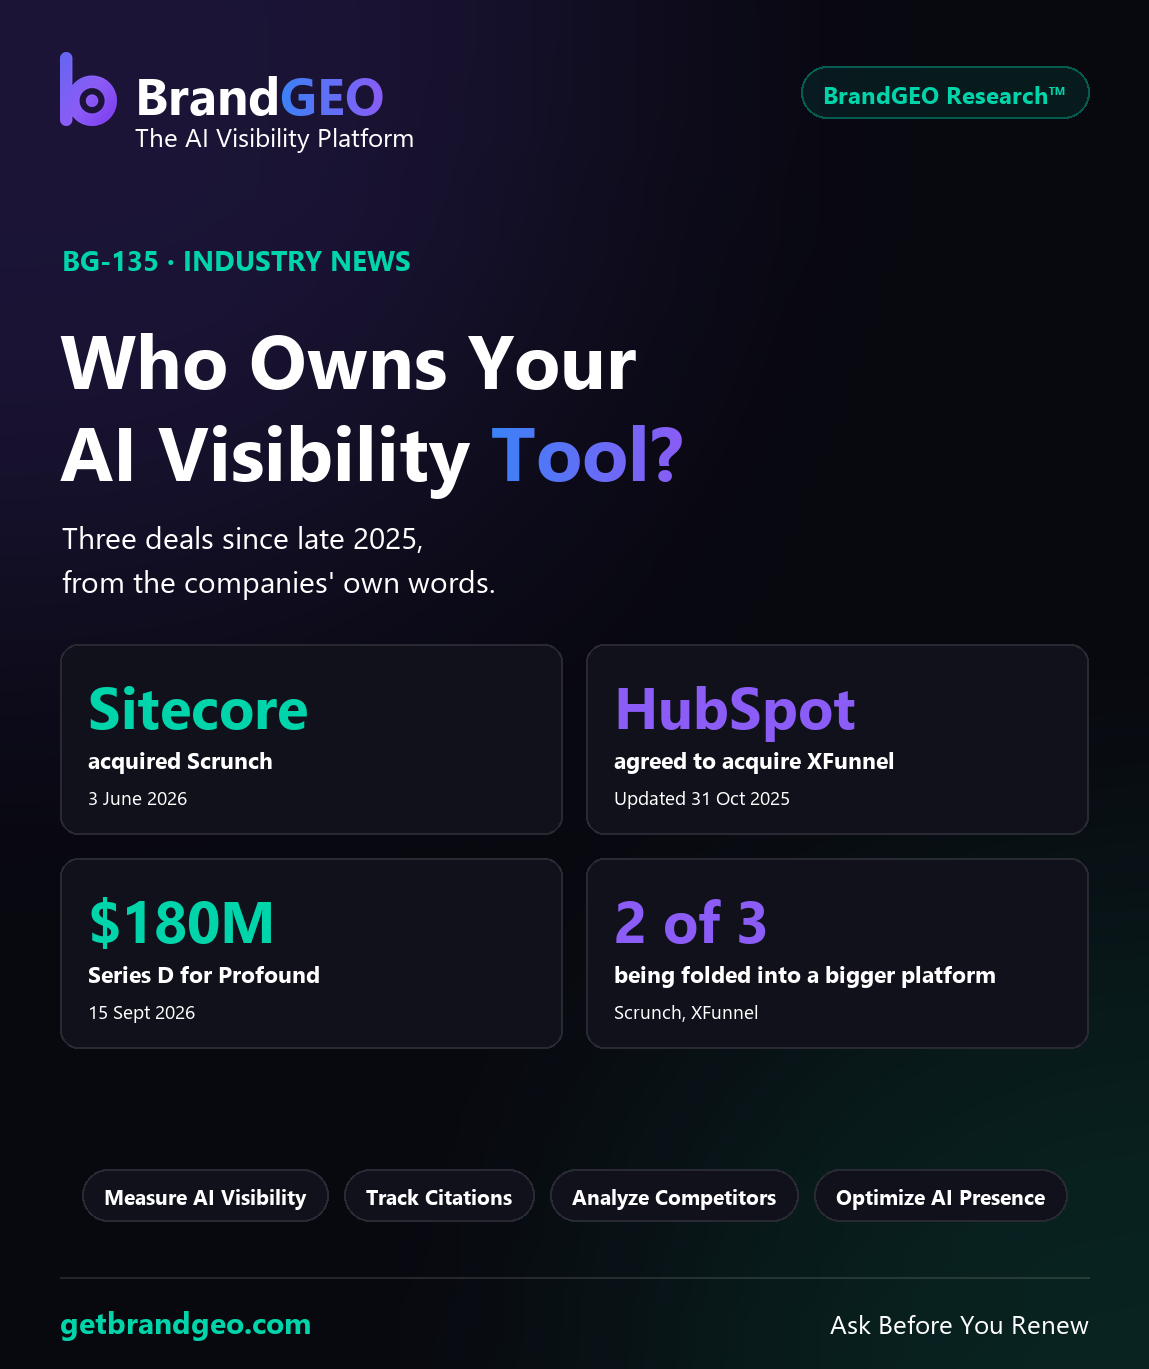 BrandGEO
The AI Visibility Platform
BrandGEO Research™
BG-135 · INDUSTRY NEWS
Who Owns Your
AI Visibility Tool?
Three deals since late 2025,
from the companies' own words.
Sitecore
acquired Scrunch
3 June 2026
HubSpot
agreed to acquire XFunnel
Updated 31 Oct 2025
$180M
Series D for Profound
15 Sept 2026
2 of 3
being folded into a bigger platform
Scrunch, XFunnel
Measure AI Visibility
Track Citations
Analyze Competitors
Optimize AI Presence
getbrandgeo.com
Ask Before You Renew